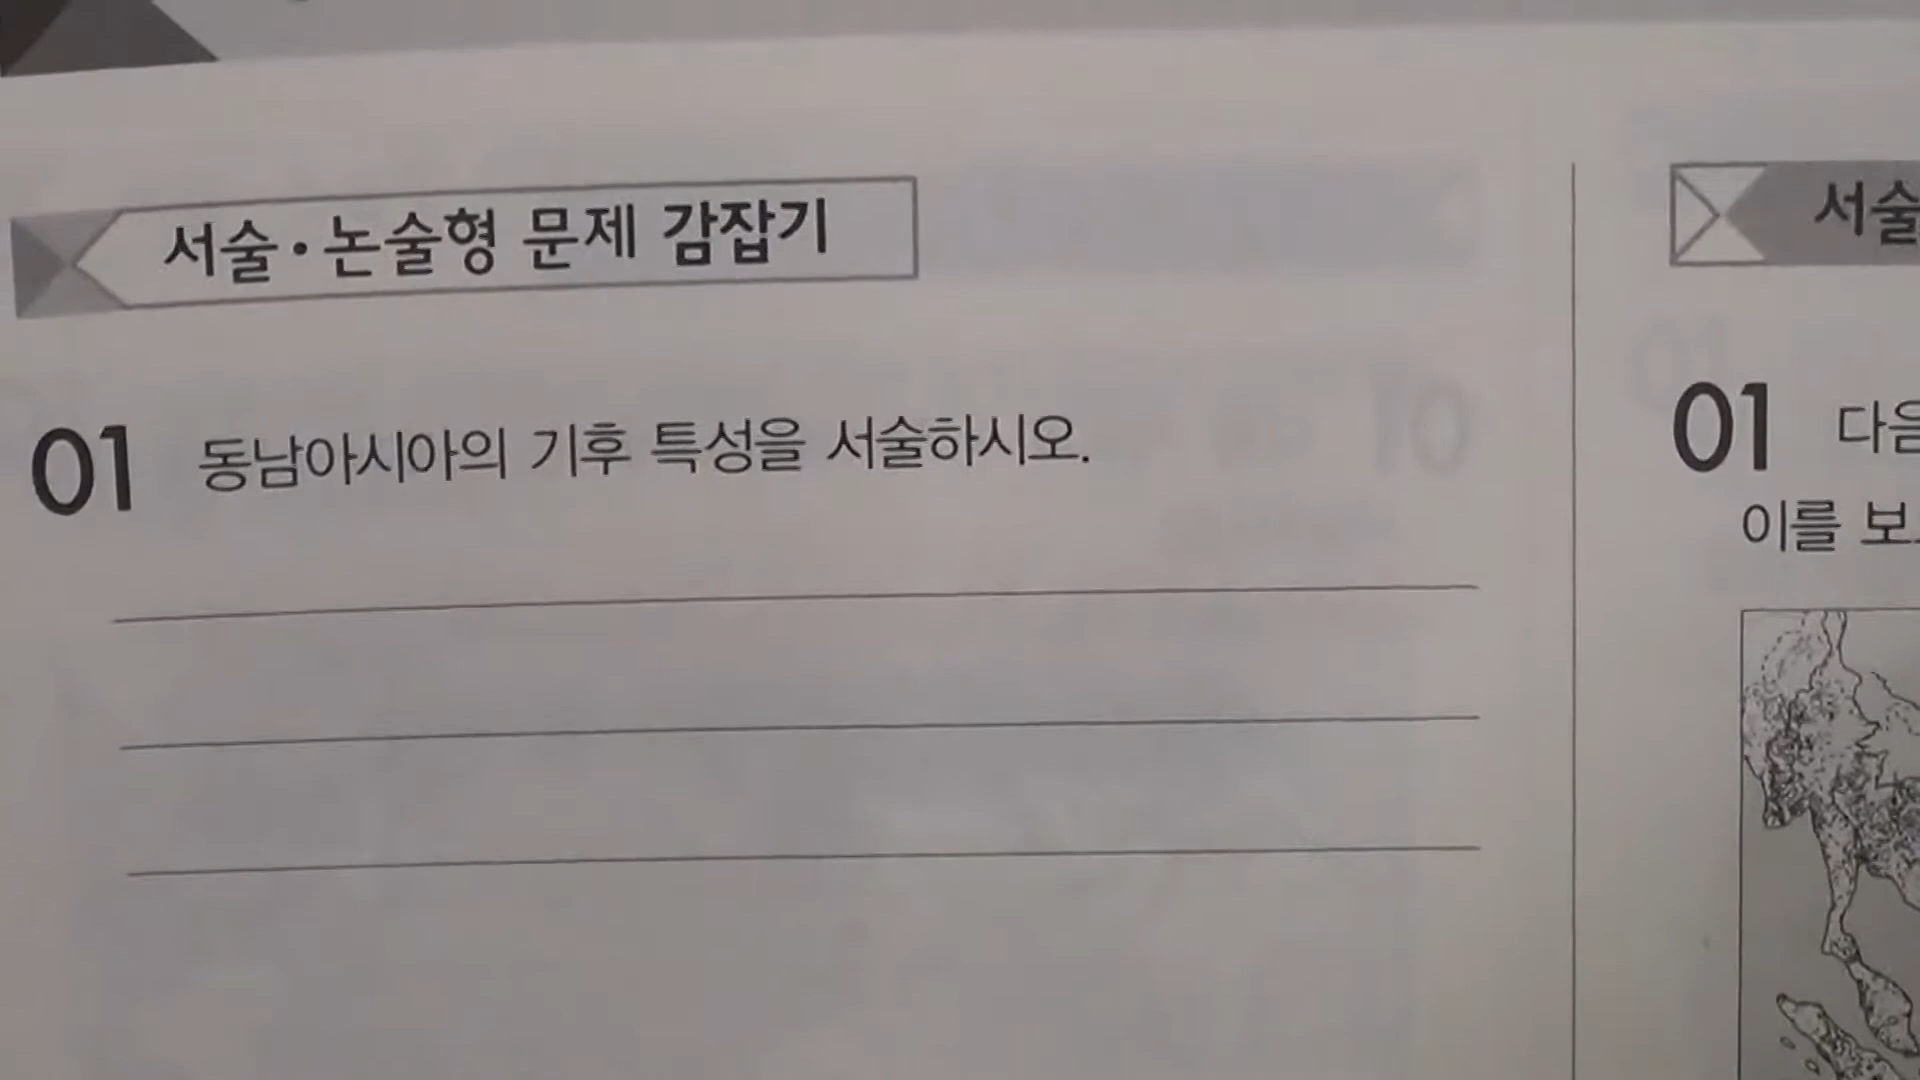 서술·논술형 문제 감잡기
01 동남아시아의 기후 특성을 서술하시오.
서술
01 다음
이를